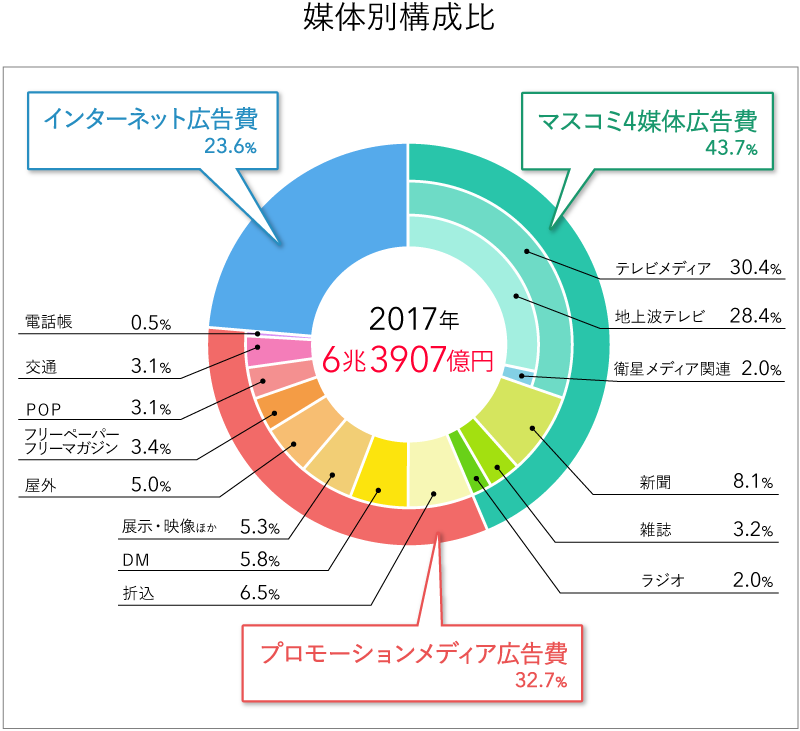 媒体別構成比
インターネット広告費
23.6%
マスコミ4媒体広告費
43.7%
2017年
6兆3907億円
テレビメディア 30.4%
地上波テレビ 28.4%
衛星メディア関連 2.0%
新聞 8.1%
雑誌 3.2%
ラジオ 2.0%
電話帳 0.5%
交通 3.1%
POP 3.1%
フリーペーパー
フリーマガジン 3.4%
屋外 5.0%
展示・映像ほか 5.3%
DM 5.8%
折込 6.5%
プロモーションメディア広告費
32.7%